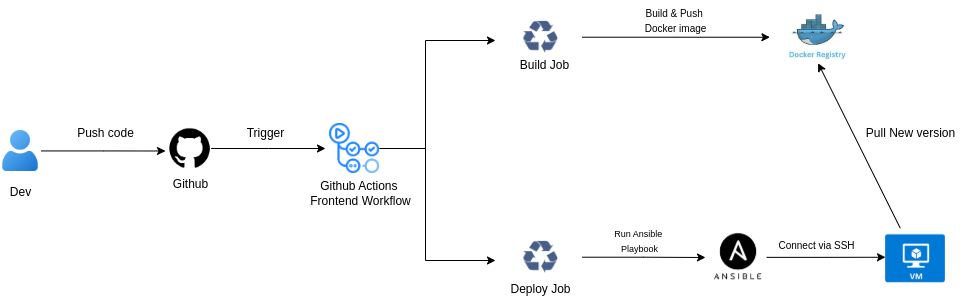 Build & Push
Docker image
Docker Registry
Build Job
Push code
Trigger
Pull New version
Dev
Github
Github Actions
Frontend Workflow
Run Ansible
Playbook
Connect via SSH
ANSIBLE
VM
Deploy Job